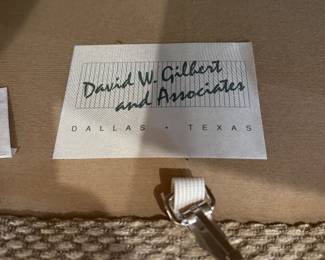 David W. Gilbert
and Associates
DALLAS • TEXAS